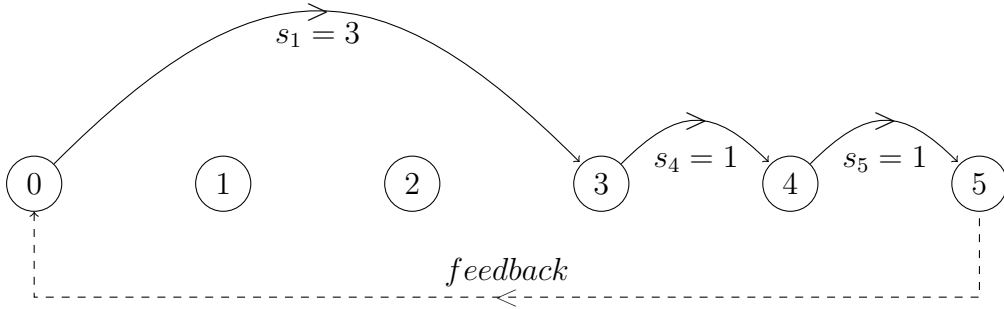 s₁ = 3
0 1 2 3 s₄ = 1 4 s₅ = 1 5
feedback